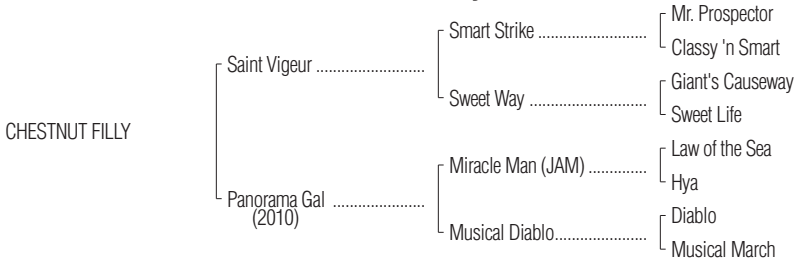 Mr. Prospector
Smart Strike ..........................
Classy 'n Smart
Saint Vigeur ..........................
Giant's Causeway
Sweet Way ............................
Sweet Life
CHESTNUT FILLY
Law of the Sea
Miracle Man (JAM) ..............
Hya
Panorama Gal ......................
(2010)
Diablo
Musical Diablo......................
Musical March